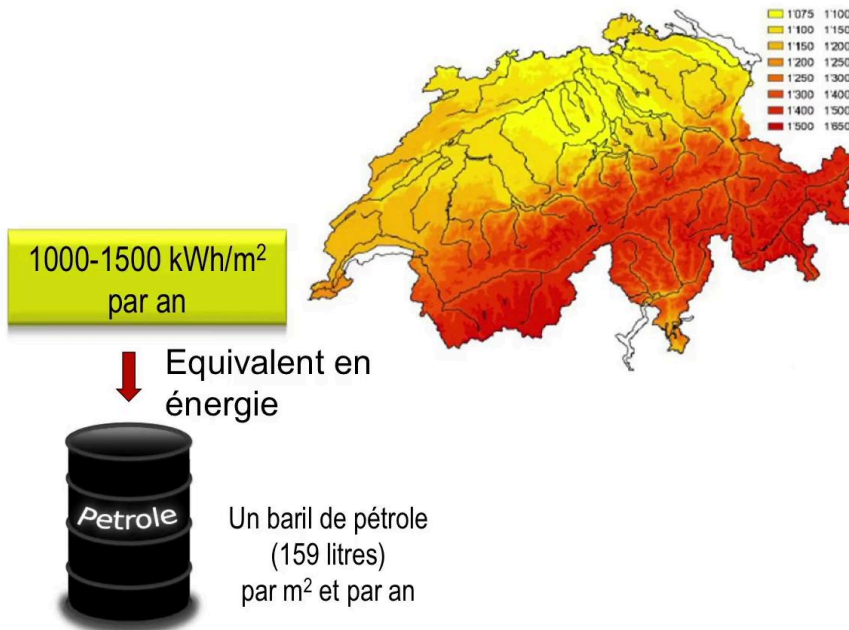 1'075 1'100
1'100 1'150
1'150 1'200
1'200 1'250
1'250 1'300
1'300 1'400
1'400 1'500
1'500 1'650
1000-1500 kWh/m²
par an
Equivalent en
énergie
Petrole
Un baril de pétrole
(159 litres)
par m² et par an